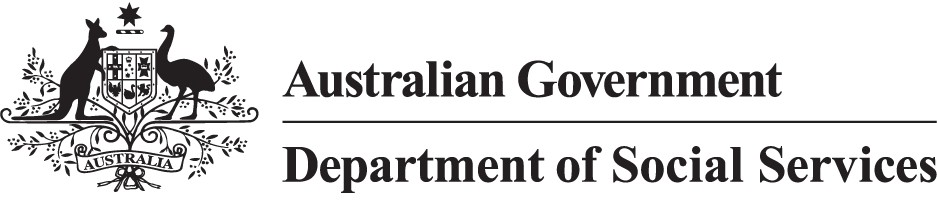 Australian Government
Department of Social Services
AUSTRALIA